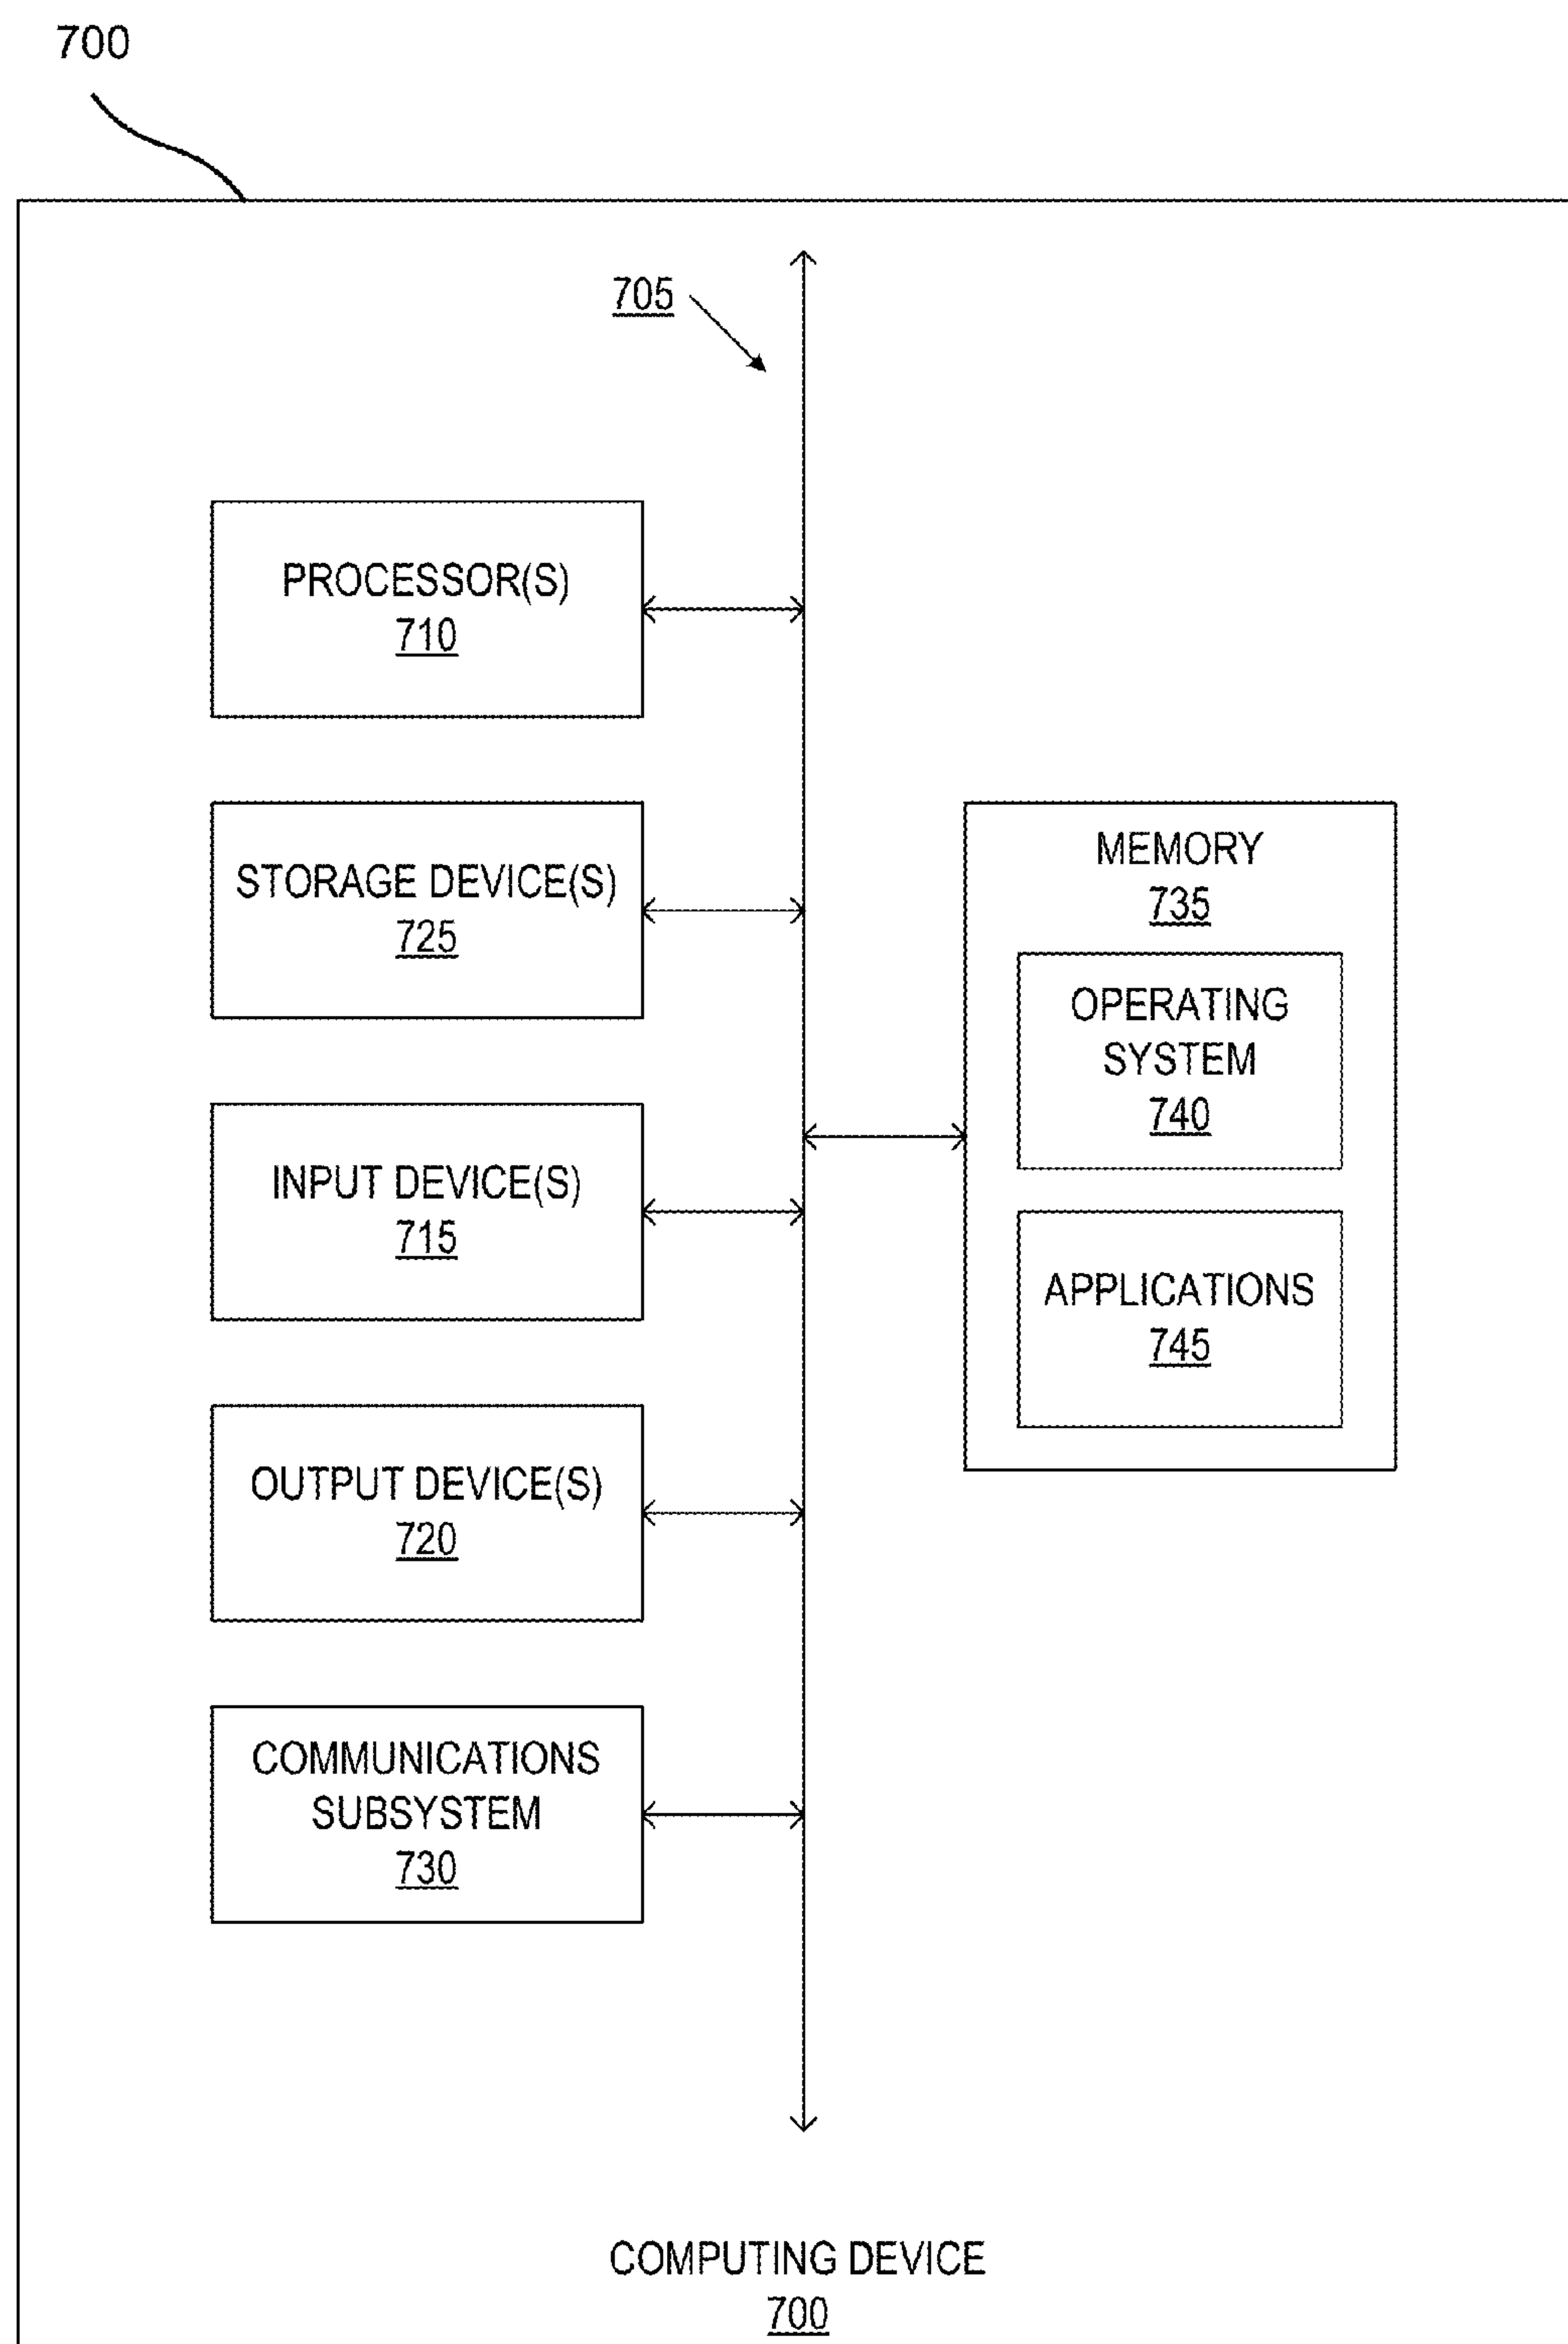 700
705
PROCESSOR(S)
710
STORAGE DEVICE(S)
725
INPUT DEVICE(S)
715
OUTPUT DEVICE(S)
720
COMMUNICATIONS
SUBSYSTEM
730
MEMORY
735
OPERATING
SYSTEM
740
APPLICATIONS
745
COMPUTING DEVICE
700